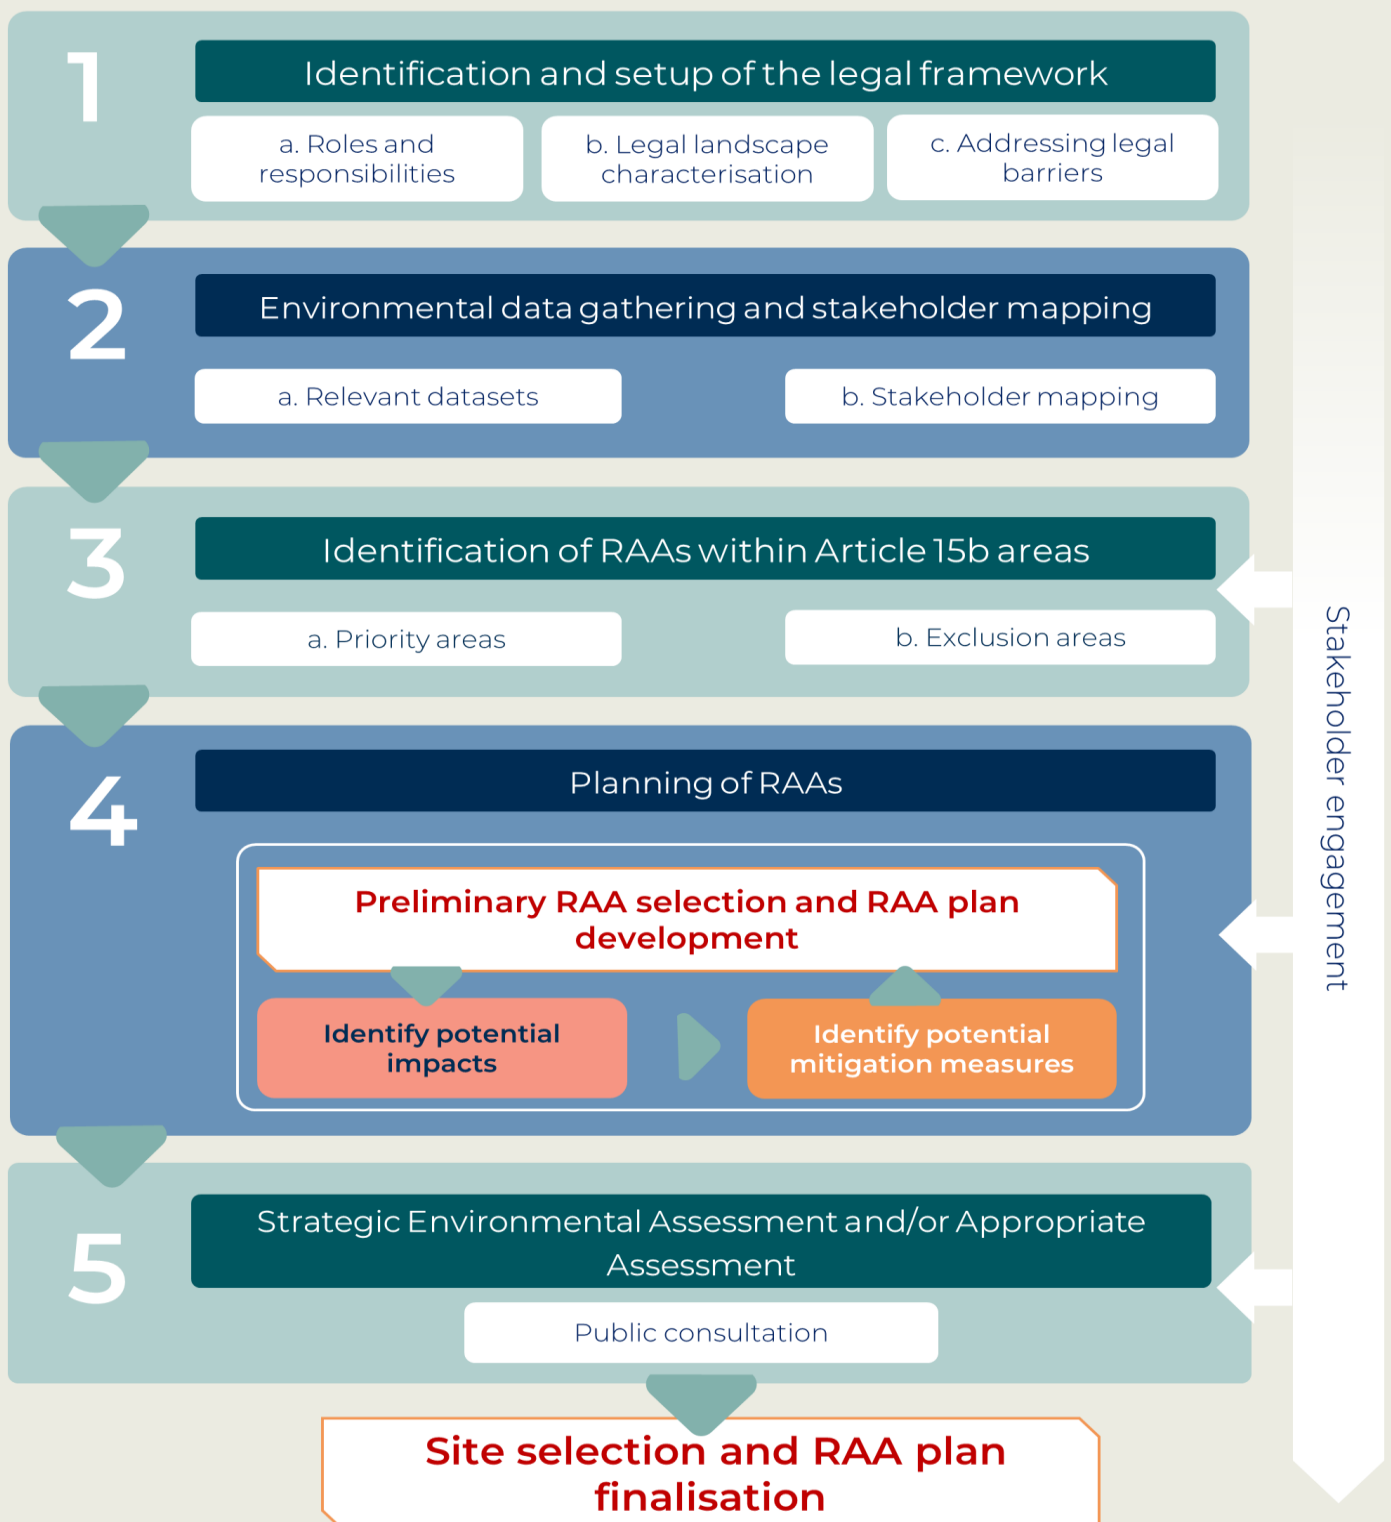 1
Identification and setup of the legal framework
a. Roles and
responsibilities
b. Legal landscape
characterisation
c. Addressing legal
barriers
2
Environmental data gathering and stakeholder mapping
a. Relevant datasets
b. Stakeholder mapping
3
Identification of RAAs within Article 15b areas
a. Priority areas
b. Exclusion areas
4
Planning of RAAs
Preliminary RAA selection and RAA plan
development
Identify potential
impacts
Identify potential
mitigation measures
5
Strategic Environmental Assessment and/or Appropriate
Assessment
Public consultation
Site selection and RAA plan
finalisation
Stakeholder engagement